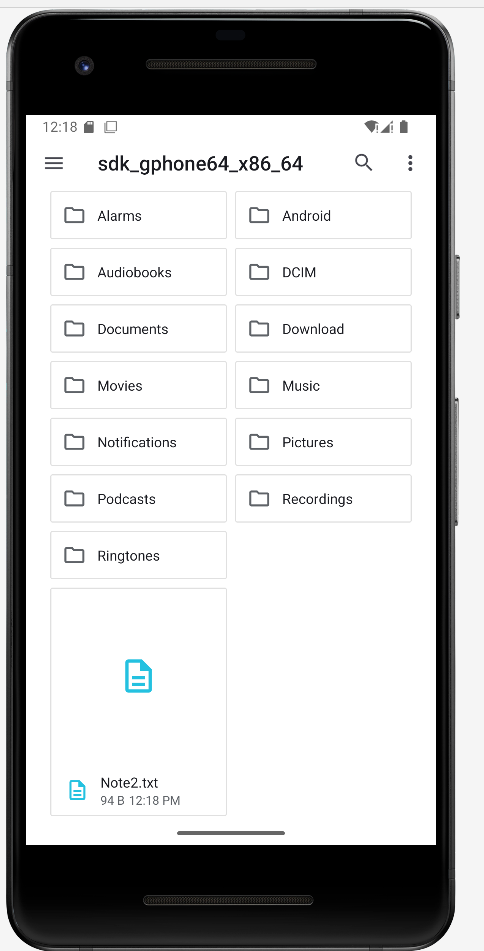 12:18
sdk_gphone64_x86_64
Alarms
Android
Audiobooks
DCIM
Documents
Download
Movies
Music
Notifications
Pictures
Podcasts
Recordings
Ringtones
Note2.txt
94 B 12:18 PM